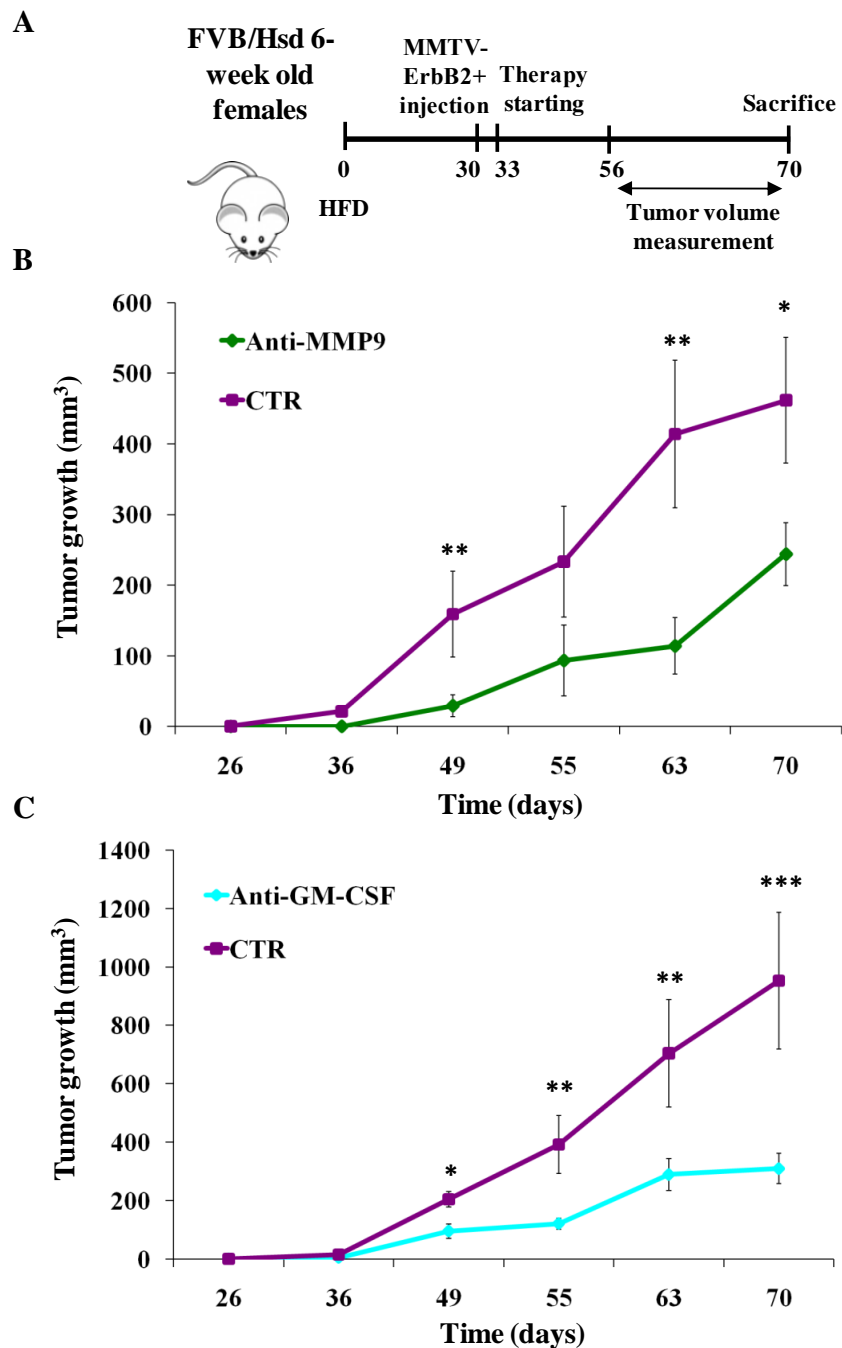 A
FVB/Hsd 6-
week old
females
MMTV-
ErbB2+
injection
Therapy
starting
Sacrifice
0
30
33
56
70
HFD
Tumor volume
measurement
B
600
500
400
300
200
100
0
Tumor growth (mm³)
Anti-MMP9
CTR
**
**
*
26 36 49 55 63 70
Time (days)
C
1400
1200
1000
800
600
400
200
0
Tumor growth (mm³)
Anti-GM-CSF
CTR
*
**
**
***
26 36 49 55 63 70
Time (days)